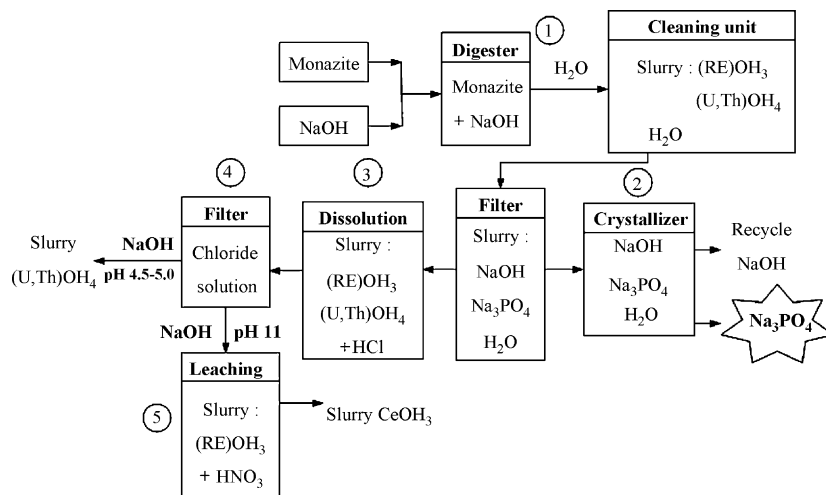 1
Monazite
NaOH
Digester
Monazite
+ NaOH
H₂O
Cleaning unit
Slurry : (RE)OH₃
(U,Th)OH₄
H₂O
4
3
2
Slurry
(U,Th)OH₄
NaOH
pH 4.5-5.0
Filter
Chloride
solution
Dissolution
Slurry :
(RE)OH₃
(U,Th)OH₄
+HCl
Filter
Slurry :
NaOH
Na₃PO₄
H₂O
Crystallizer
NaOH
Na₃PO₄
H₂O
Recycle
NaOH
Na₃PO₄
NaOH pH 11
5
Leaching
Slurry :
(RE)OH₃
+ HNO₃
Slurry CeOH₃